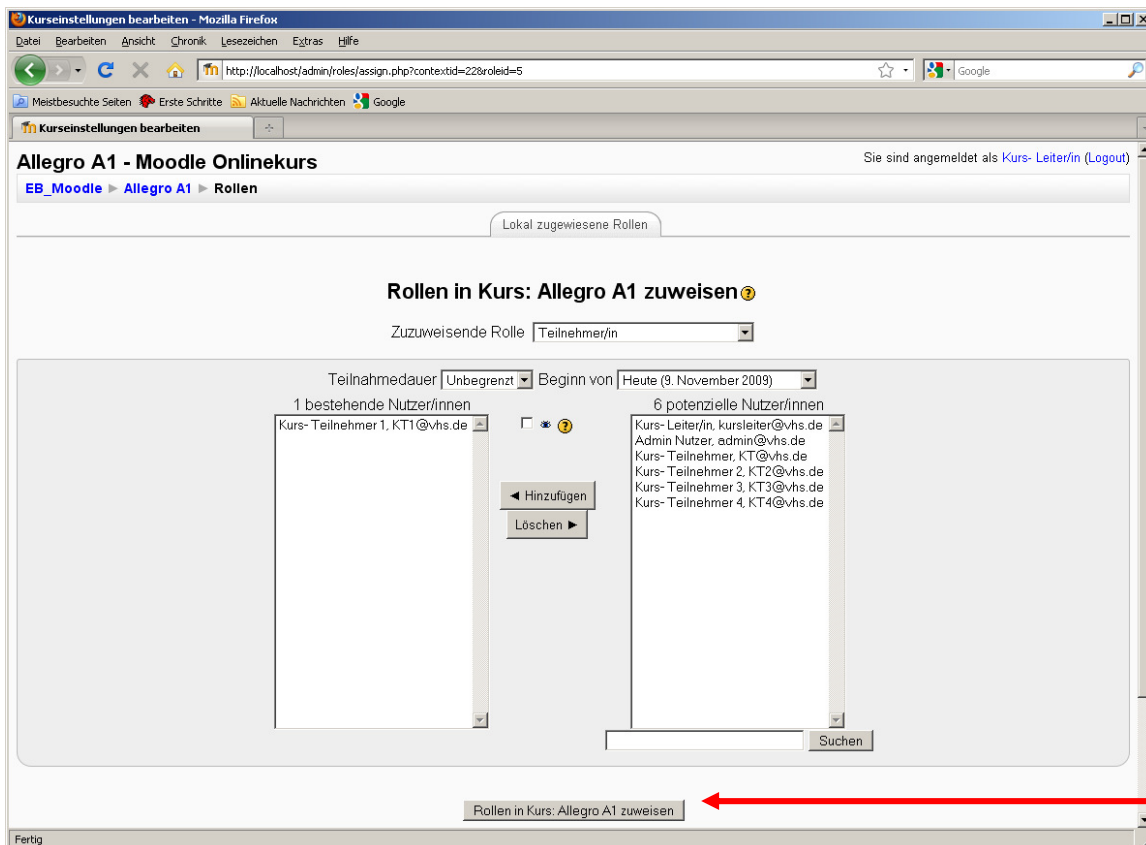 Kurseinstellungen bearbeiten - Mozilla Firefox
Datei Bearbeiten Ansicht Chronik Lesezeichen Extras Hilfe
http://localhost/admin/roles/assign.php?contextid=22&roleid=5
Google
Meistbesuchte Seiten Erste Schritte Aktuelle Nachrichten Google
Kurseinstellungen bearbeiten
Allegro A1 - Moodle Onlinekurs
Sie sind angemeldet als Kurs- Leiter/in (Logout)
EB_Moodle ► Allegro A1 ► Rollen
Lokal zugewiesene Rollen
Rollen in Kurs: Allegro A1 zuweisen
Zuzuweisende Rolle Teilnehmer/in
Teilnahmedauer Unbegrenzt Beginn von Heute (9. November 2009)
1 bestehende Nutzer/innen
Kurs- Teilnehmer 1, KT1@vhs.de
◄ Hinzufügen
Löschen ►
6 potenzielle Nutzer/innen
Kurs- Leiter/in, kursleiter@vhs.de
Admin Nutzer, admin@vhs.de
Kurs- Teilnehmer, KT@vhs.de
Kurs- Teilnehmer 2, KT2@vhs.de
Kurs- Teilnehmer 3, KT3@vhs.de
Kurs- Teilnehmer 4, KT4@vhs.de
Suchen
Rollen in Kurs: Allegro A1 zuweisen
Fertig